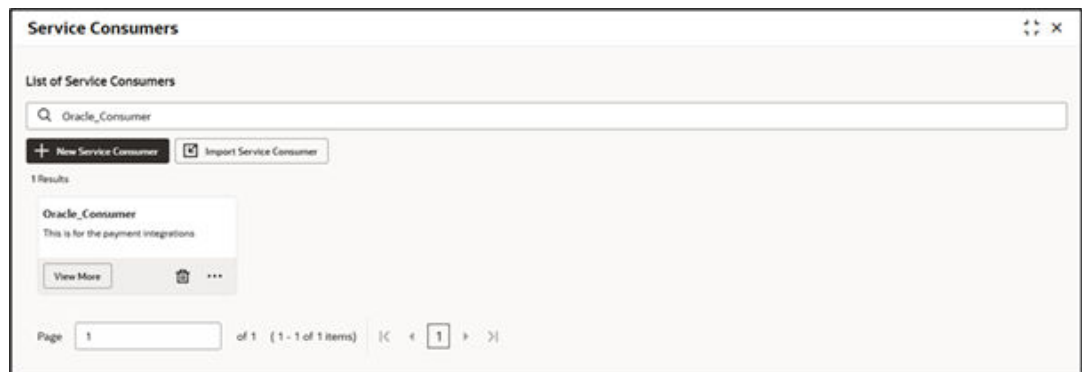 Service Consumers
List of Service Consumers
Oracle_Consumer
New Service Consumer Import Service Consumer
1 Results
Oracle_Consumer
This is for the payment integrations
View More
Page 1 of 1 (1 - 1 of 1 items) 1